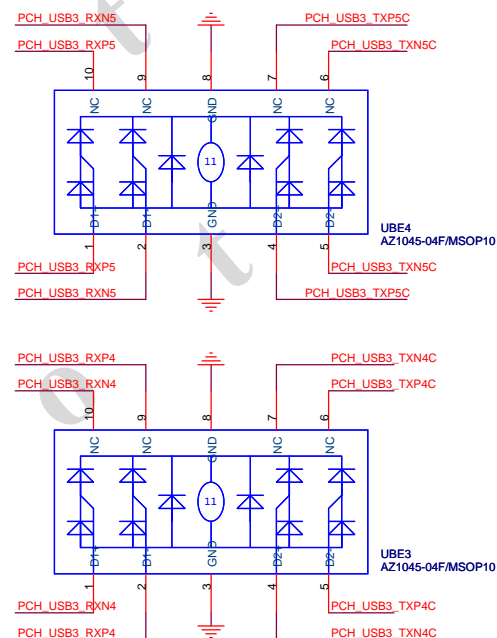 PCH_USB3_RXN5
PCH_USB3_TXP5C
PCH_USB3_RXP5
PCH_USB3_TXN5C
10 9 8 7 6
NC NC GND NC NC
11
D1+ D1- GND D2+ D2-
UBE4
AZ1045-04F/MSOP10
1 2 3 4 5
PCH_USB3_RXP5
PCH_USB3_TXN5C
PCH_USB3_RXN5
PCH_USB3_TXP5C
PCH_USB3_RXP4
PCH_USB3_TXN4C
PCH_USB3_RXN4
PCH_USB3_TXP4C
10 9 8 7 6
NC NC GND NC NC
11
D1+ D1- GND D2+ D2-
UBE3
AZ1045-04F/MSOP10
1 2 3 4 5
PCH_USB3_RXN4
PCH_USB3_TXP4C
PCH_USB3_RXP4
PCH_USB3_TXN4C